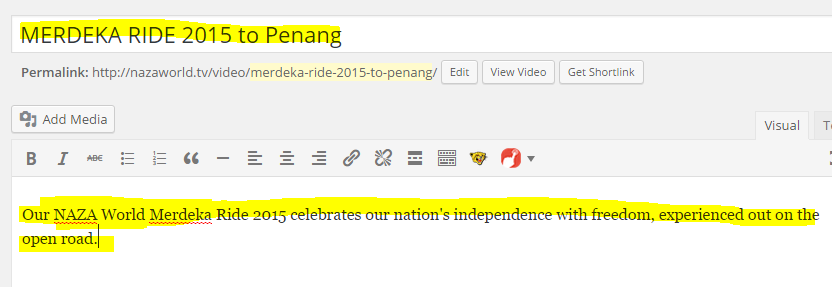 MERDEKA RIDE 2015 to Penang
Permalink: http://nazaworld.tv/video/merdeka-ride-2015-to-penang/ Edit View Video Get Shortlink
Add Media
Visual
B I ABC
Our NAZA World Merdeka Ride 2015 celebrates our nation's independence with freedom, experienced out on the
open road.